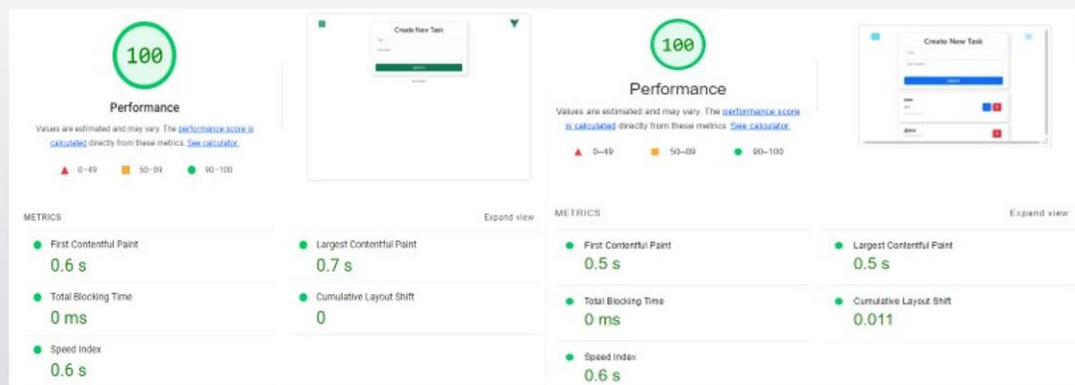 100
Performance
Values are estimated and may vary. The performance score is
calculated directly from these metrics. See calculator.
0–49
50–89
90–100
Create New Task
METRICS
Expand view
First Contentful Paint
0.6 s
Largest Contentful Paint
0.7 s
Total Blocking Time
0 ms
Cumulative Layout Shift
0
Speed Index
0.6 s
100
Performance
Values are estimated and may vary. The performance score
is calculated directly from these metrics. See calculator.
0–49
50–89
90–100
Create New Task
METRICS
Expand view
First Contentful Paint
0.5 s
Largest Contentful Paint
0.5 s
Total Blocking Time
0 ms
Cumulative Layout Shift
0.011
Speed Index
0.6 s